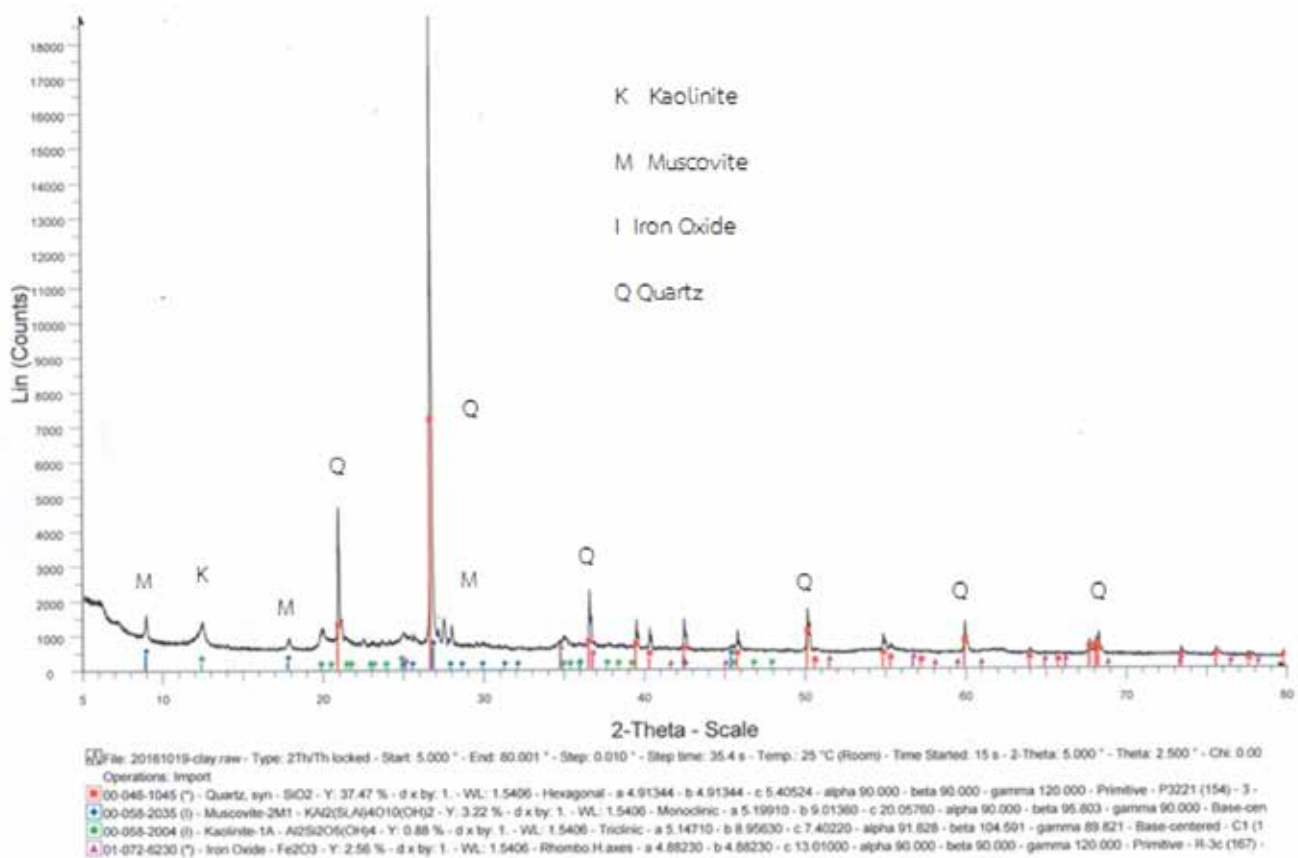 Lin (Counts)
18000
17000
16000
15000
14000
13000
12000
11000
10000
9000
8000
7000
6000
5000
4000
3000
2000
1000
0
K Kaolinite
M Muscovite
I Iron Oxide
Q Quartz
Q
Q
M K M M Q Q Q Q
5 10 20 30 40 50 60 70 80
2-Theta - Scale
File: 20161019-clay.raw - Type: 2Th/Th locked - Start: 5.000 ° - End: 80.001 ° - Step: 0.010 ° - Step time: 35.4 s - Temp.: 25 °C (Room) - Time Started: 15 s - 2-Theta: 5.000 ° - Theta: 2.500 ° - Chi: 0.00
Operations: Import
00-046-1045 (*) - Quartz, syn - SiO2 - Y: 37.47 % - d x by: 1. - WL: 1.5406 - Hexagonal - a 4.91344 - b 4.91344 - c 5.40524 - alpha 90.000 - beta 90.000 - gamma 120.000 - Primitive - P3221 (154) - 3 -
00-058-2035 (I) - Muscovite-2M1 - KAl2(Si,Al)4O10(OH)2 - Y: 3.22 % - d x by: 1. - WL: 1.5406 - Monoclinic - a 5.19910 - b 9.01360 - c 20.05760 - alpha 90.000 - beta 95.803 - gamma 90.000 - Base-cen
00-058-2004 (I) - Kaolinite-1A - Al2Si2O5(OH)4 - Y: 0.88 % - d x by: 1. - WL: 1.5406 - Triclinic - a 5.14710 - b 8.95630 - c 7.40220 - alpha 91.828 - beta 104.591 - gamma 89.821 - Base-centered - C1 (1
01-072-6230 (*) - Iron Oxide - Fe2O3 - Y: 2.56 % - d x by: 1. - WL: 1.5406 - Rhombo.H.axes - a 4.88230 - b 4.88230 - c 13.01000 - alpha 90.000 - beta 90.000 - gamma 120.000 - Primitive - R-3c (167) -